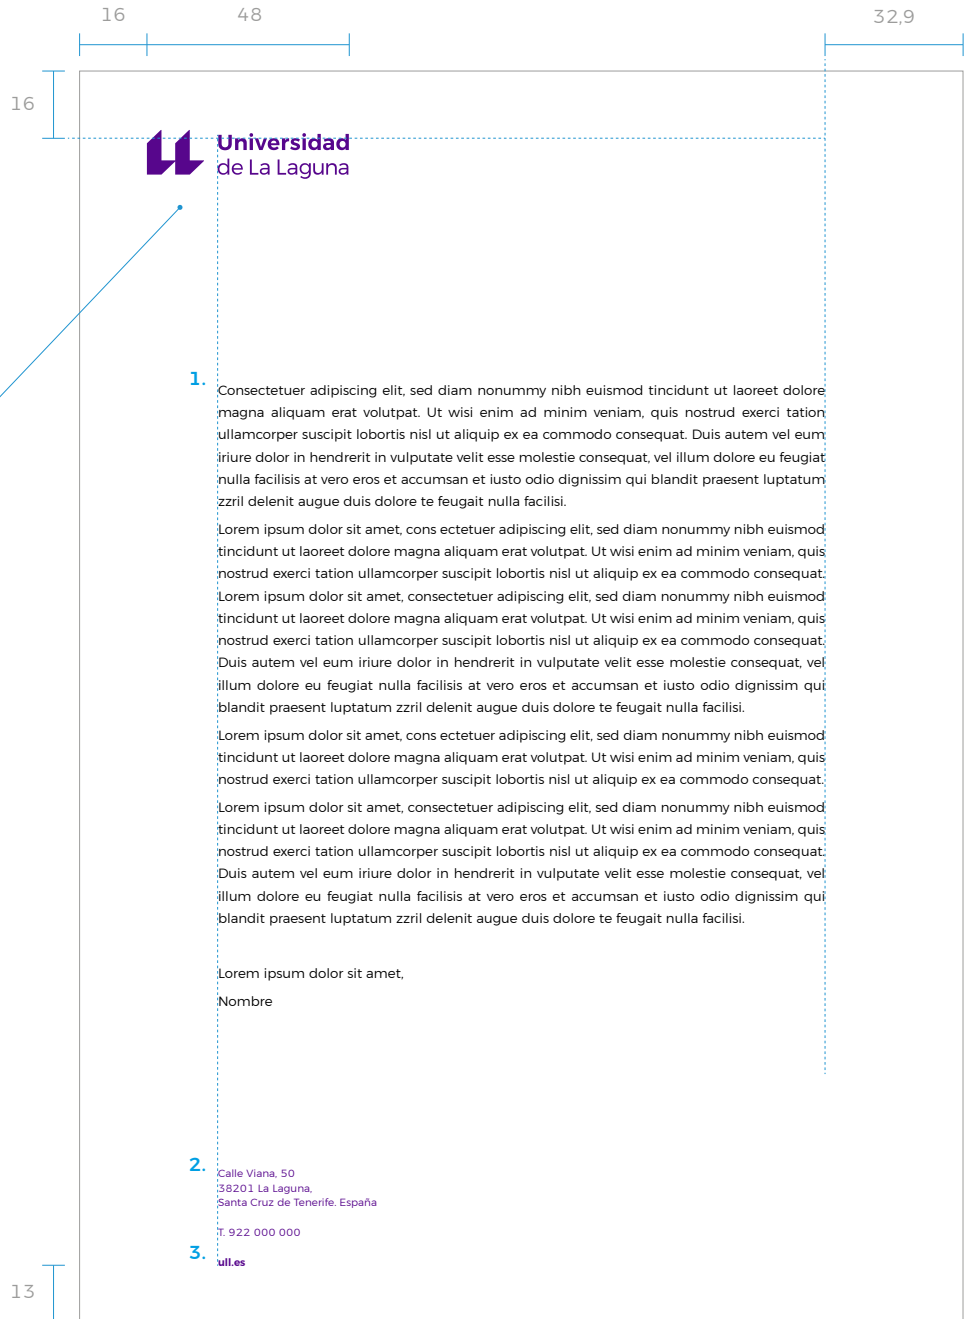 16
48
32,9
16
Universidad
de La Laguna
1.
Consectetuer adipiscing elit, sed diam nonummy nibh euismod tincidunt ut laoreet dolore
magna aliquam erat volutpat. Ut wisi enim ad minim veniam, quis nostrud exerci tation
ullamcorper suscipit lobortis nisl ut aliquip ex ea commodo consequat. Duis autem vel eum
iriure dolor in hendrerit in vulputate velit esse molestie consequat, vel illum dolore eu feugiat
nulla facilisis at vero eros et accumsan et iusto odio dignissim qui blandit praesent luptatum
zzril delenit augue duis dolore te feugait nulla facilisi.
Lorem ipsum dolor sit amet, cons ectetuer adipiscing elit, sed diam nonummy nibh euismod
tincidunt ut laoreet dolore magna aliquam erat volutpat. Ut wisi enim ad minim veniam, quis
nostrud exerci tation ullamcorper suscipit lobortis nisl ut aliquip ex ea commodo consequat.
Lorem ipsum dolor sit amet, consectetuer adipiscing elit, sed diam nonummy nibh euismod
tincidunt ut laoreet dolore magna aliquam erat volutpat. Ut wisi enim ad minim veniam, quis
nostrud exerci tation ullamcorper suscipit lobortis nisl ut aliquip ex ea commodo consequat.
Duis autem vel eum iriure dolor in hendrerit in vulputate velit esse molestie consequat, vel
illum dolore eu feugiat nulla facilisis at vero eros et accumsan et iusto odio dignissim qui
blandit praesent luptatum zzril delenit augue duis dolore te feugait nulla facilisi.
Lorem ipsum dolor sit amet, cons ectetuer adipiscing elit, sed diam nonummy nibh euismod
tincidunt ut laoreet dolore magna aliquam erat volutpat. Ut wisi enim ad minim veniam, quis
nostrud exerci tation ullamcorper suscipit lobortis nisl ut aliquip ex ea commodo consequat.
Lorem ipsum dolor sit amet, consectetuer adipiscing elit, sed diam nonummy nibh euismod
tincidunt ut laoreet dolore magna aliquam erat volutpat. Ut wisi enim ad minim veniam, quis
nostrud exerci tation ullamcorper suscipit lobortis nisl ut aliquip ex ea commodo consequat.
Duis autem vel eum iriure dolor in hendrerit in vulputate velit esse molestie consequat, vel
illum dolore eu feugiat nulla facilisis at vero eros et accumsan et iusto odio dignissim qui
blandit praesent luptatum zzril delenit augue duis dolore te feugait nulla facilisi.
Lorem ipsum dolor sit amet,
Nombre
2.
Calle Viana, 50
38201 La Laguna,
Santa Cruz de Tenerife. España
T. 922 000 000
3.
ull.es
13